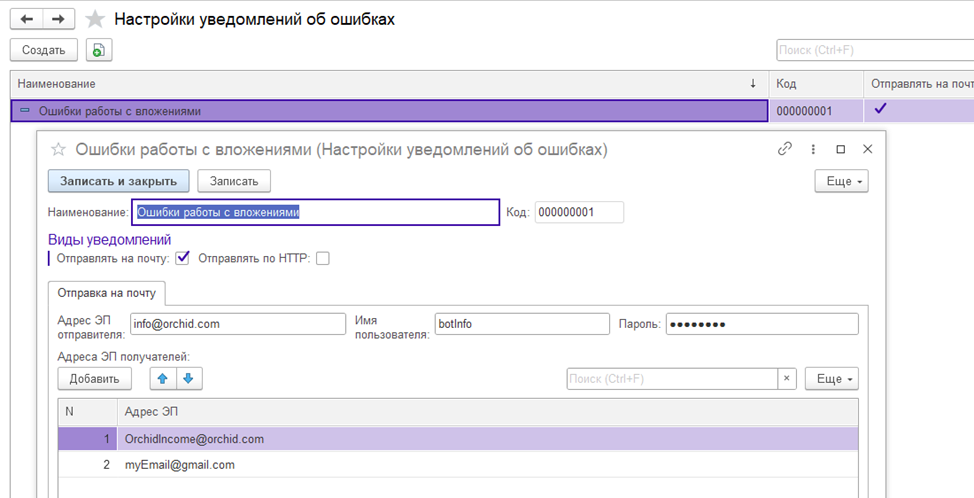 Настройки уведомлений об ошибках
Создать
Поиск (Ctrl+F)
Наименование ↓ Код Отправлять на почту
Ошибки работы с вложениями 000000001
Ошибки работы с вложениями (Настройки уведомлений об ошибках)
Записать и закрыть Записать Еще
Наименование: Ошибки работы с вложениями Код: 000000001
Виды уведомлений
Отправлять на почту: Отправлять по HTTP:
Отправка на почту
Адрес ЭП отправителя: info@orchid.com Имя пользователя: botInfo Пароль: ●●●●●●●●
Адреса ЭП получателей:
Добавить Поиск (Ctrl+F) × Еще
N Адрес ЭП
1 OrchidIncome@orchid.com
2 myEmail@gmail.com